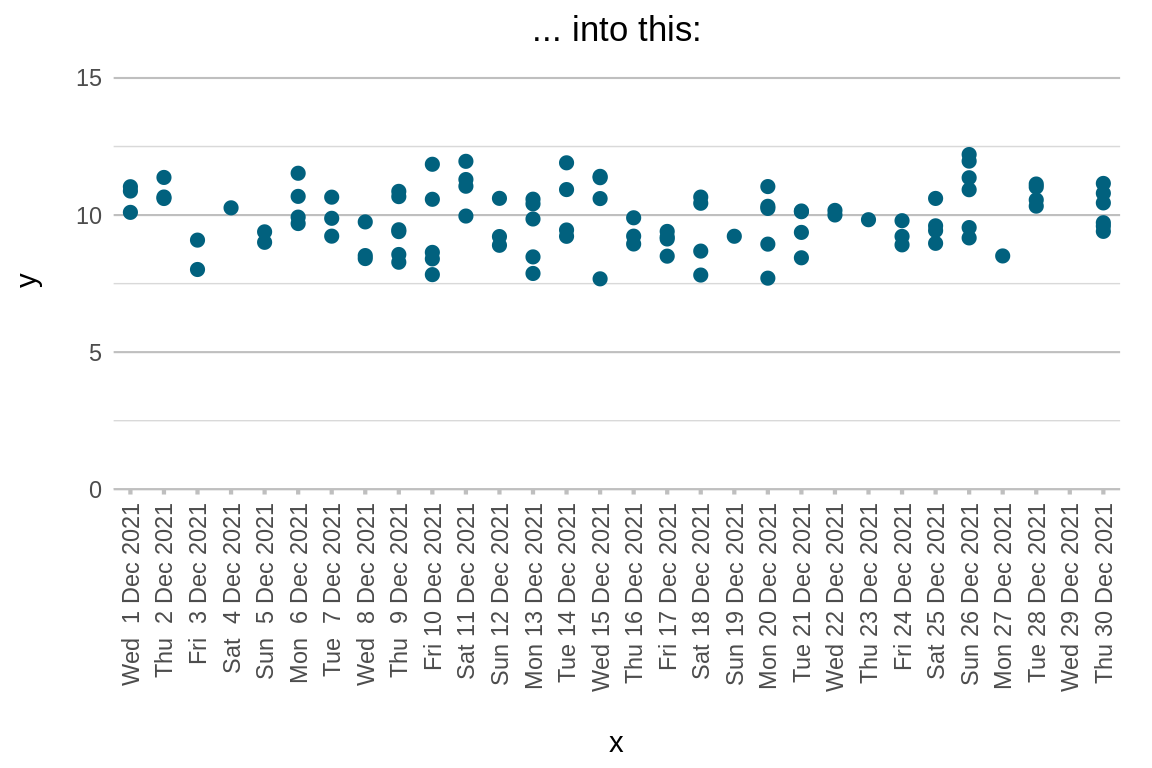 ... into this:
15
10
5
0
y
Wed  1 Dec 2021
Thu  2 Dec 2021
Fri  3 Dec 2021
Sat  4 Dec 2021
Sun  5 Dec 2021
Mon  6 Dec 2021
Tue  7 Dec 2021
Wed  8 Dec 2021
Thu  9 Dec 2021
Fri 10 Dec 2021
Sat 11 Dec 2021
Sun 12 Dec 2021
Mon 13 Dec 2021
Tue 14 Dec 2021
Wed 15 Dec 2021
Thu 16 Dec 2021
Fri 17 Dec 2021
Sat 18 Dec 2021
Sun 19 Dec 2021
Mon 20 Dec 2021
Tue 21 Dec 2021
Wed 22 Dec 2021
Thu 23 Dec 2021
Fri 24 Dec 2021
Sat 25 Dec 2021
Sun 26 Dec 2021
Mon 27 Dec 2021
Tue 28 Dec 2021
Wed 29 Dec 2021
Thu 30 Dec 2021
x